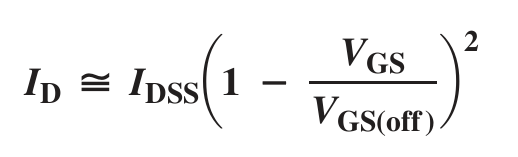 I_D ≅ I_DSS(1 − V_GS / V_GS(off))²